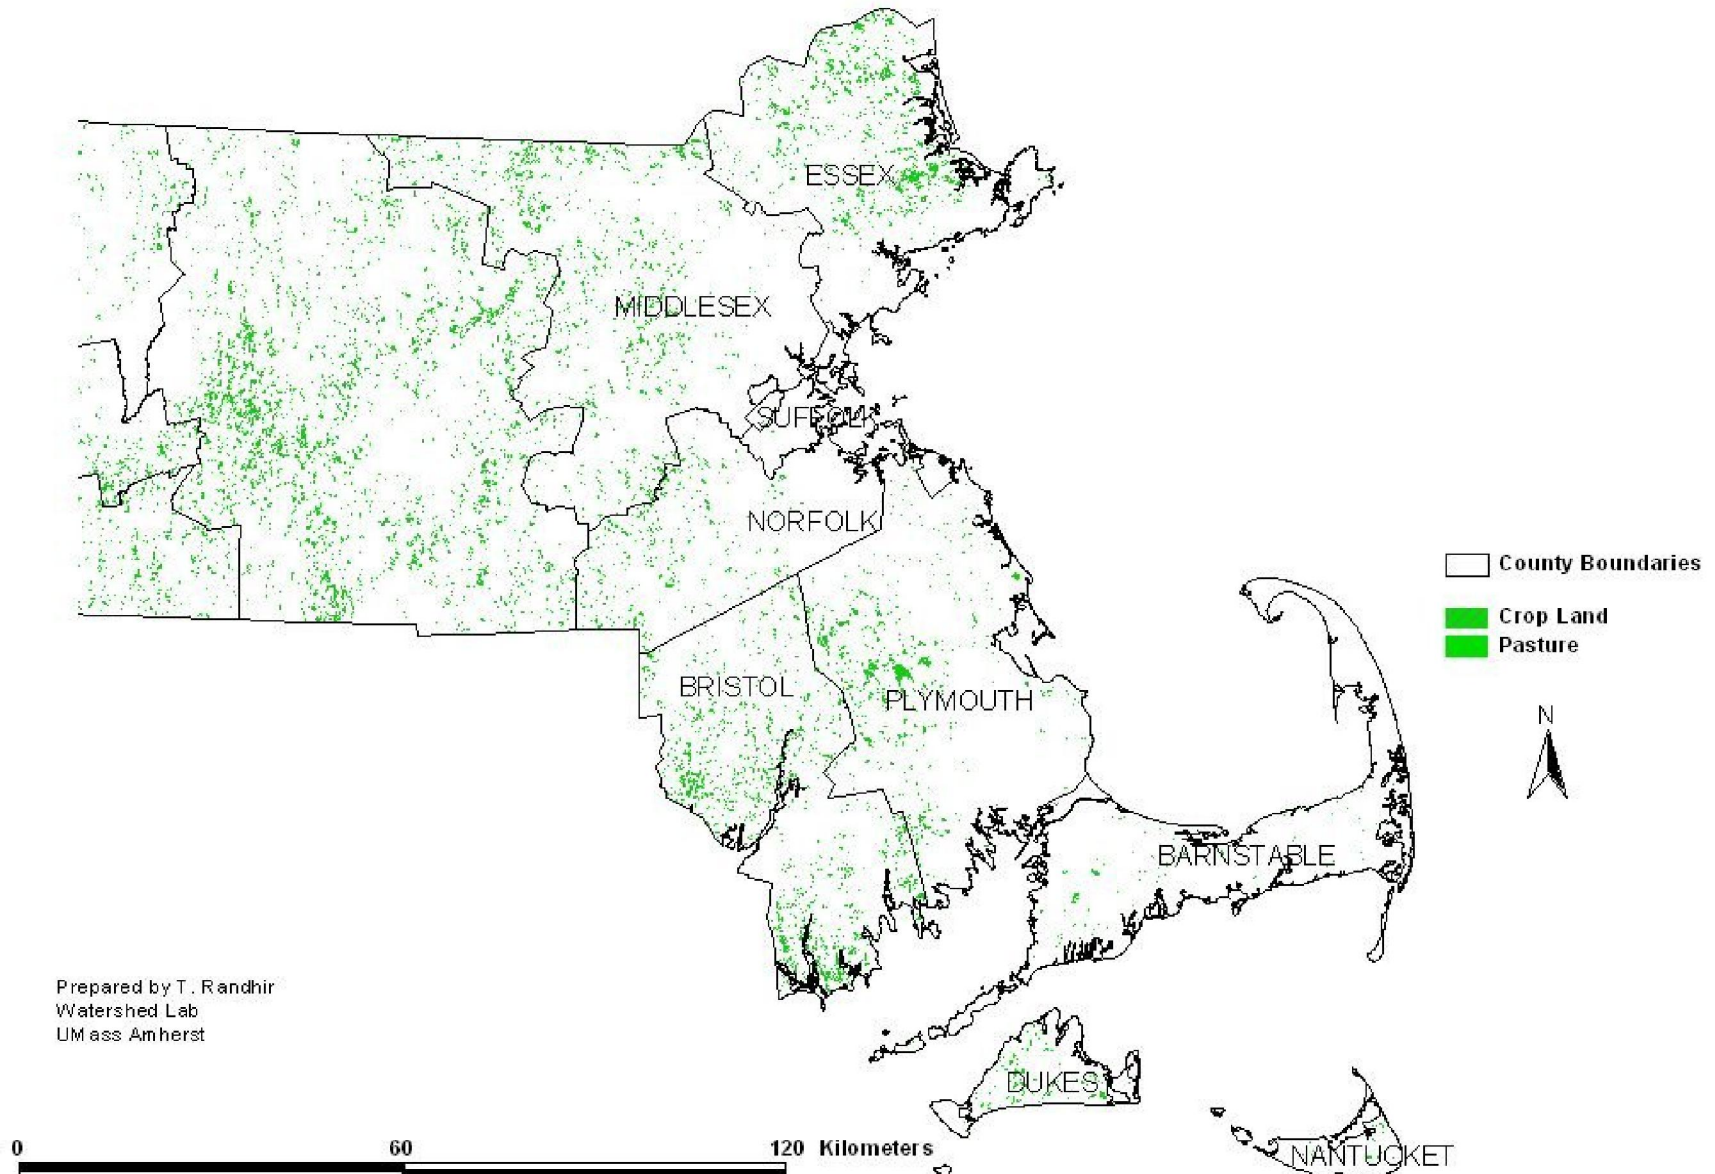 ESSEX
MIDDLESEX
SUFFOLK
NORFOLK
BRISTOL
PLYMOUTH
BARNSTABLE
DUKES
NANTUCKET
County Boundaries
Crop Land
Pasture
N
Prepared by T. Randhir
Watershed Lab
UMass Amherst
0 60 120 Kilometers